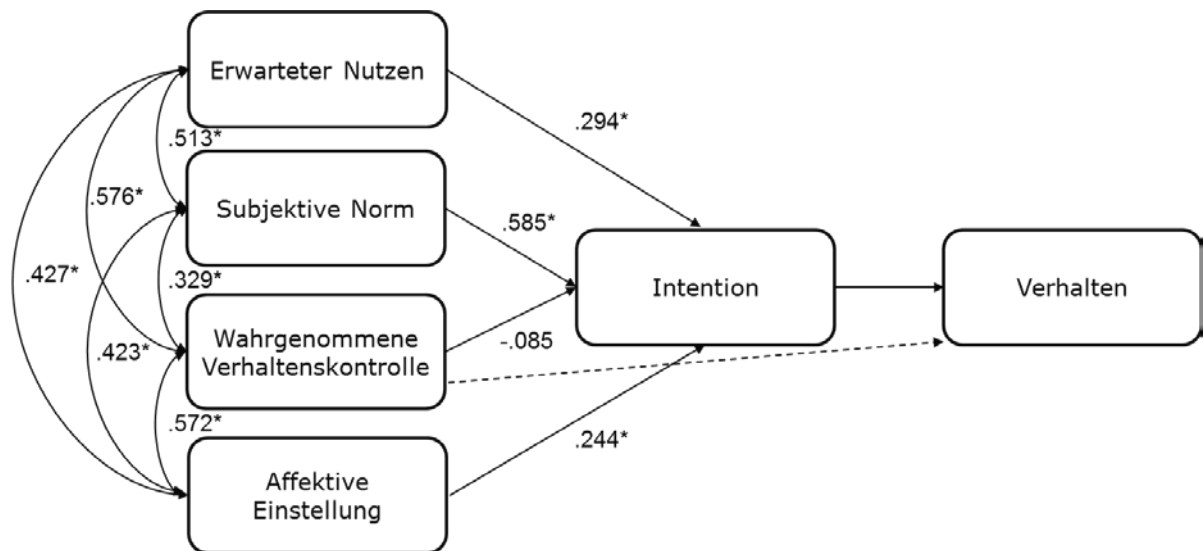 Erwarteter Nutzen
.294*
.513*
.576*
Subjektive Norm
.585*
.427*
.329*
Intention
Verhalten
.423*
Wahrgenommene
Verhaltenskontrolle
-.085
.572*
.244*
Affektive
Einstellung